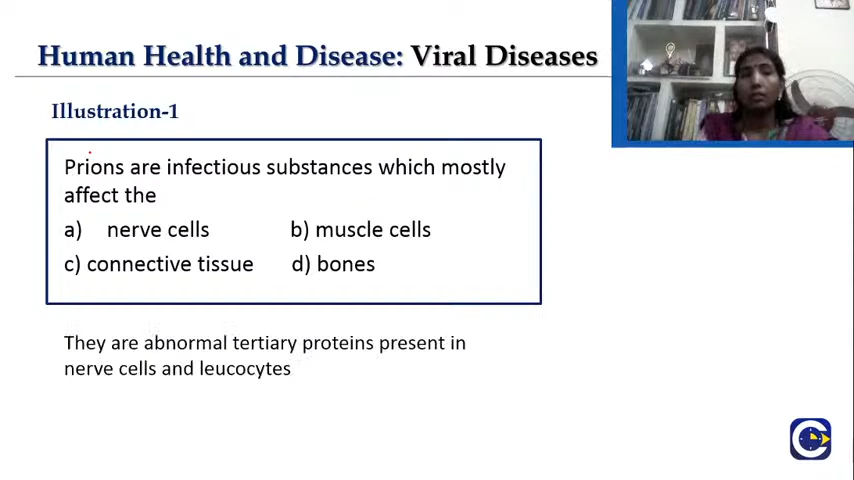 Human Health and Disease: Viral Diseases
Illustration-1
Prions are infectious substances which mostly
affect the
a) nerve cells b) muscle cells
c) connective tissue d) bones
They are abnormal tertiary proteins present in
nerve cells and leucocytes